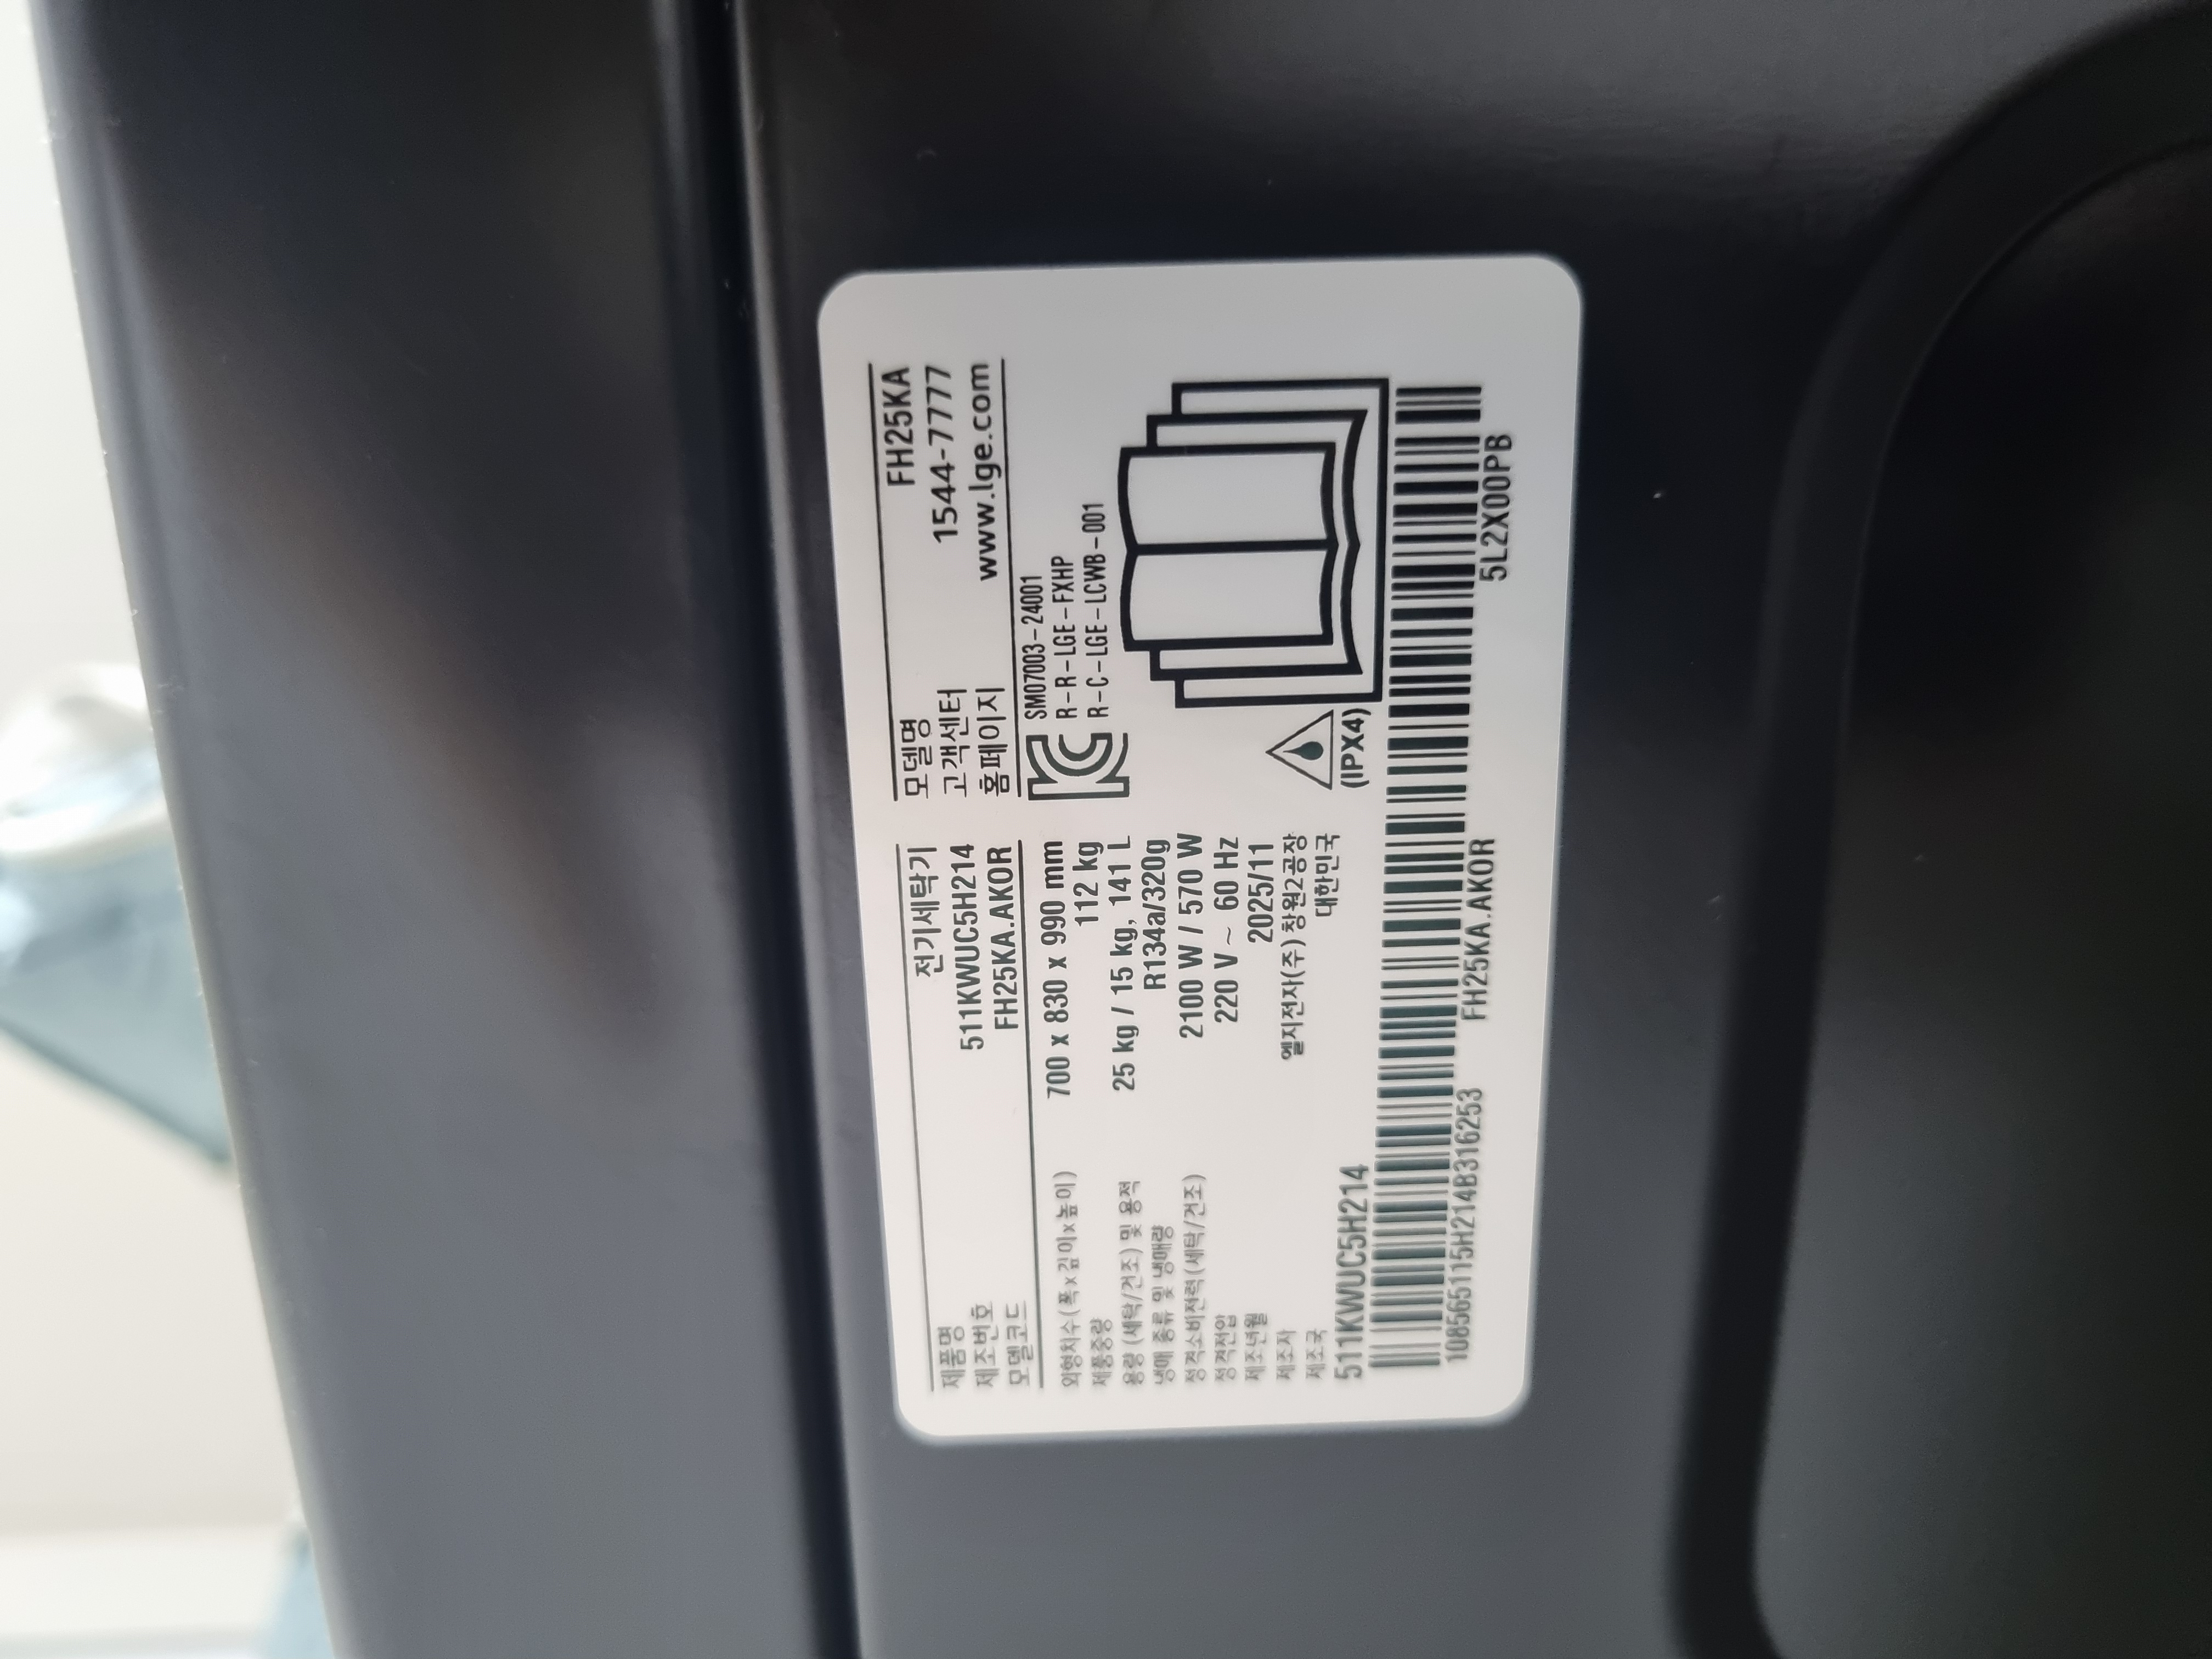 제품명 전기세탁기
제조번호 511KWUC5H214
모델코드 FH25KA.AKOR
외형치수(폭x깊이x높이) 700 x 830 x 990 mm
제품중량 112 kg
용량 (세탁/건조) 및 용적 25 kg / 15 kg, 141 L
냉매 종류 및 냉매량 R134a/320g
정격소비전력 (세탁/건조) 2100 W / 570 W
정격전압 220 V ~ 60 Hz
제조년월 2025/11
제조자 엘지전자(주) 창원2공장
제조국 대한민국
모델명 FH25KA
고객센터 1544-7777
홈페이지 www.lge.com
SM07003-24001
R-R-LGE-FXHP
R-C-LGE-LCWB-001
(IPX4)
511KWUC5H214
108565115H214B316253 FH25KA.AKOR 5L2X00PB